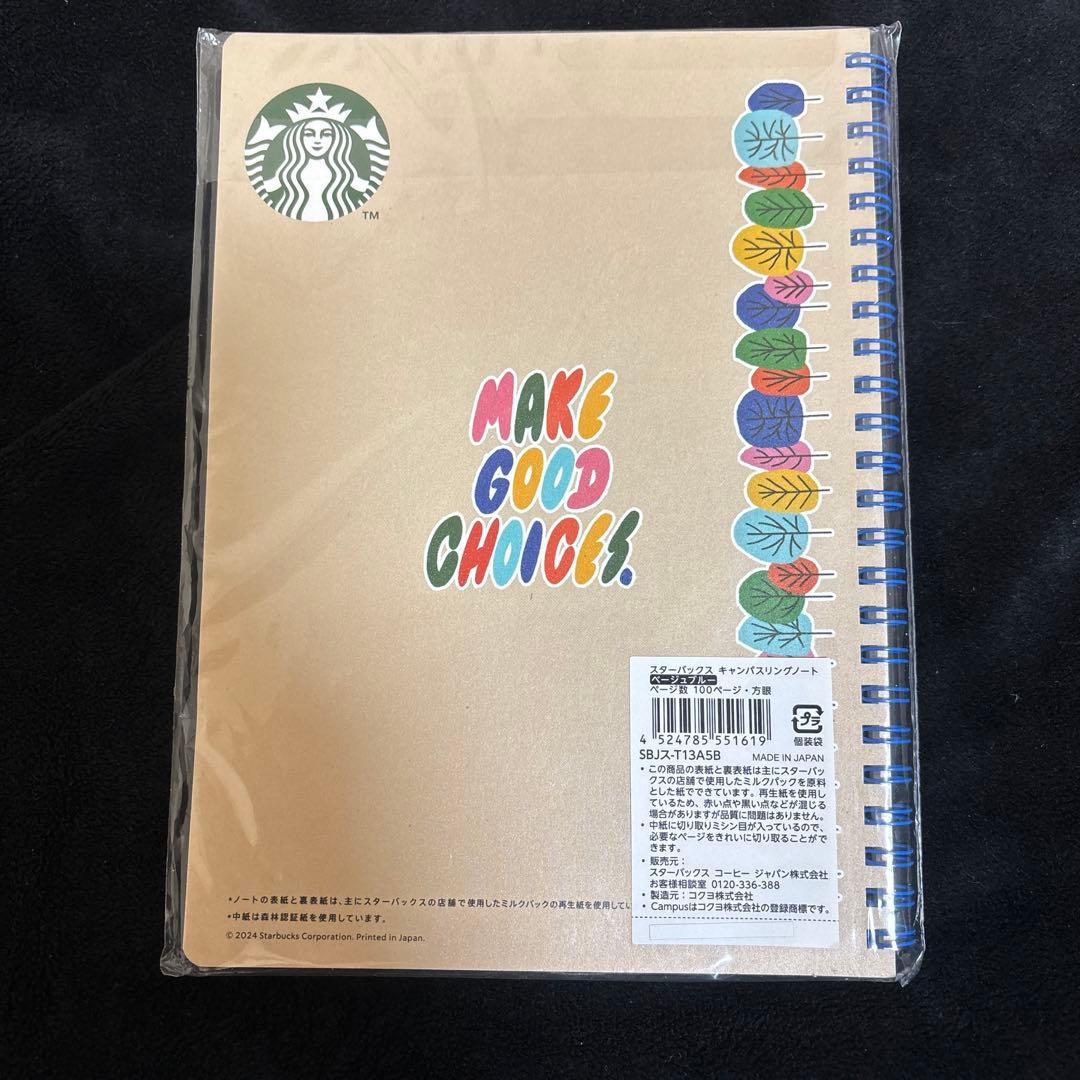 TM
MAKE
GOOD
CHOICES.
スターバックス キャンパスリングノート
ベージュブルー
ページ数 100ページ・方眼
4 524785 551619
プラ
個装袋
SBJス-T13A5B MADE IN JAPAN
• この商品の表紙と裏表紙は主にスターバッ
クスの店舗で使用したミルクパックを原料
とした紙でできています。再生紙を使用し
ているため、赤い点や黒い点などが混じる
場合がありますが品質に問題はありません。
• 中紙に切り取りミシン目が入っているので、
必要なページをきれいに切り取ることがで
きます。
• 販売元：
スターバックス コーヒー ジャパン株式会社
お客様相談室 0120-336-388
• 製造元：コクヨ株式会社
• Campusはコクヨ株式会社の登録商標です。
•ノートの表紙と裏表紙は、主にスターバックスの店舗で使用したミルクパックの再生紙を使用してい
•中紙は森林認証紙を使用しています。
© 2024 Starbucks Corporation. Printed in Japan.